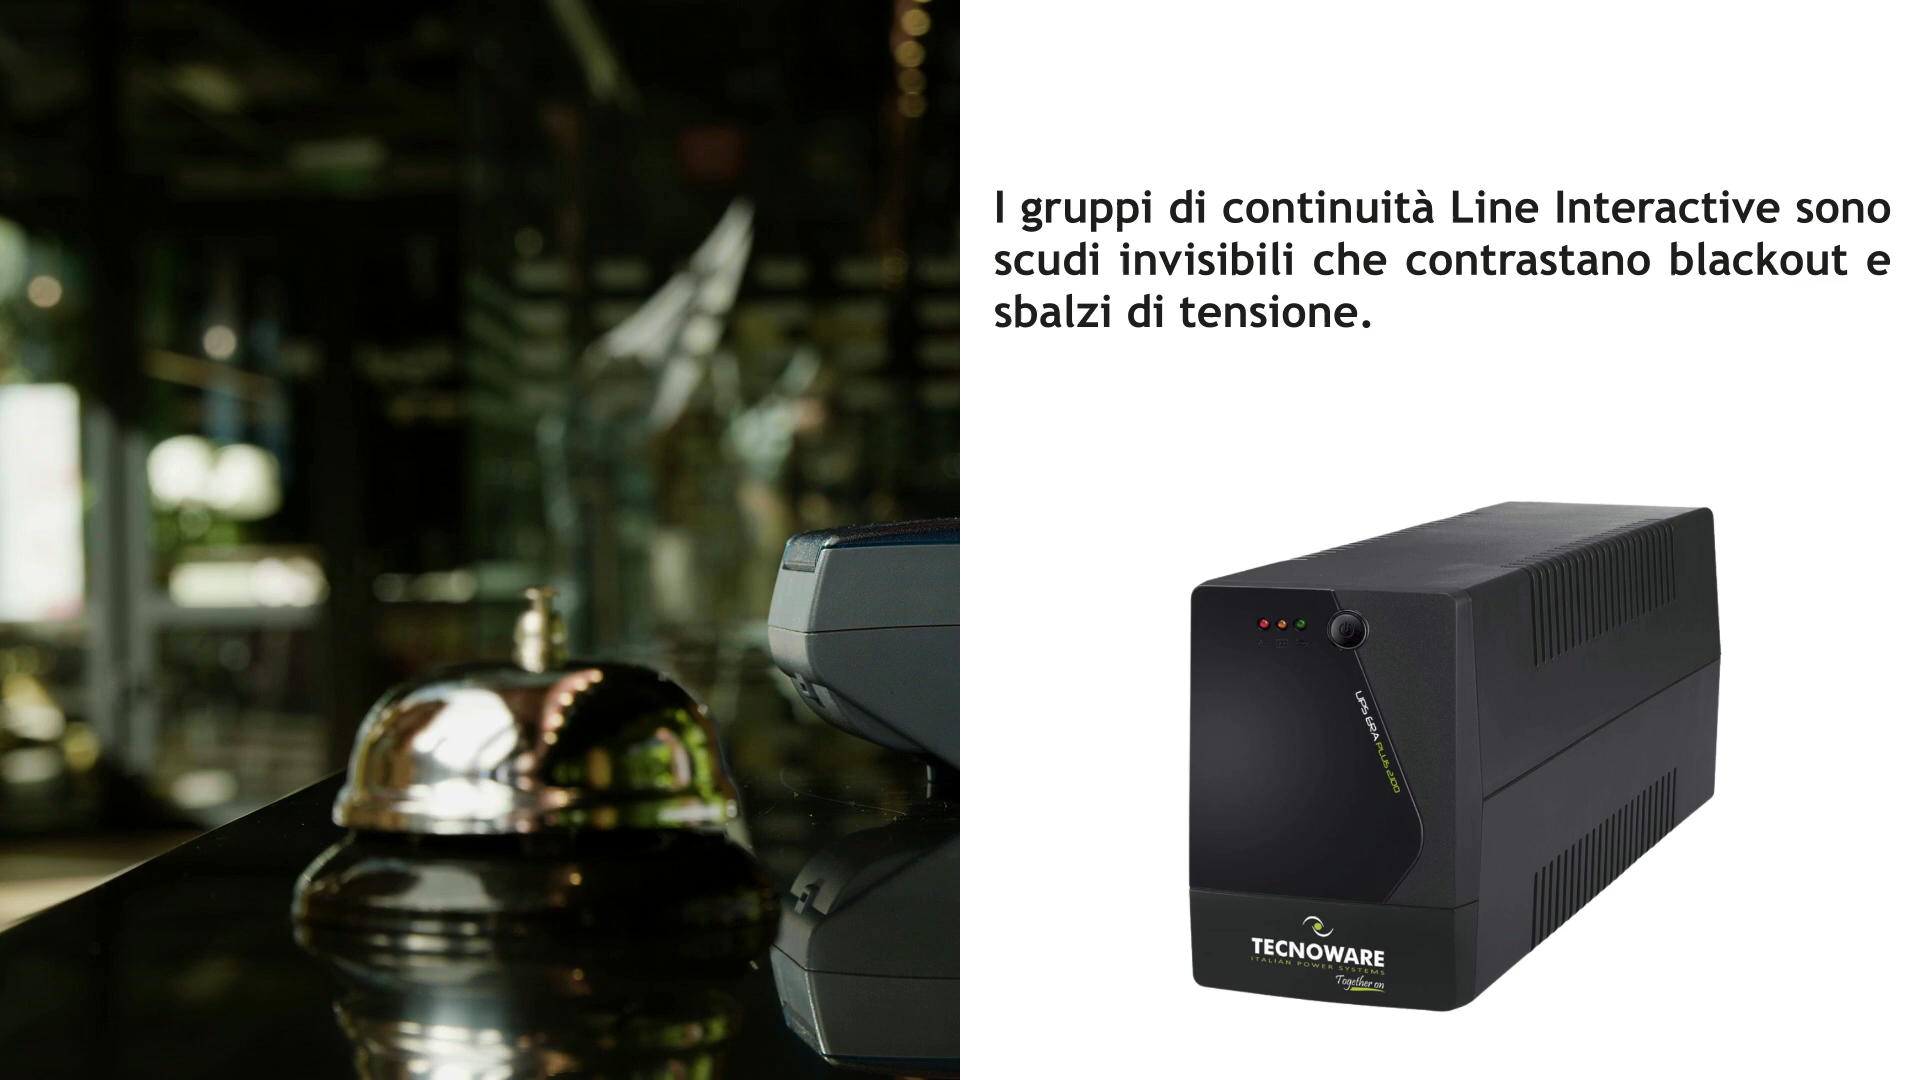 I gruppi di continuità Line Interactive sono
scudi invisibili che contrastano blackout e
sbalzi di tensione.
UPS ERA PLUS 2100
TECNOWARE
ITALIAN POWER SYSTEMS
Together on